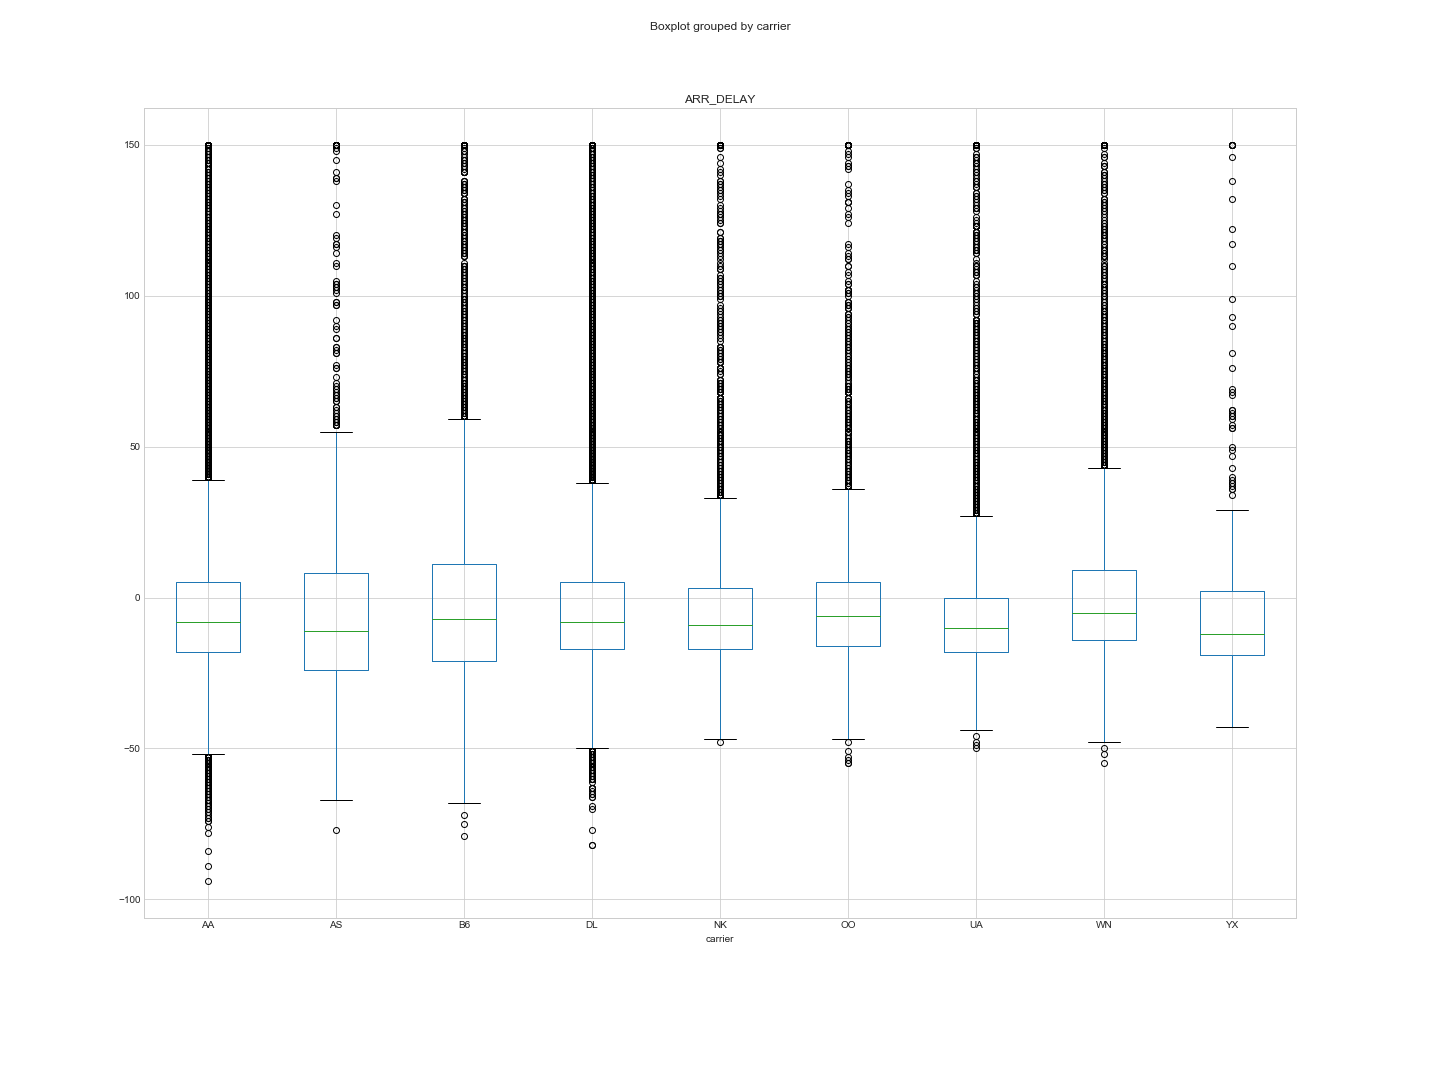 Boxplot grouped by carrier
ARR_DELAY
150
100
50
0
−50
−100
AA AS B6 DL NK OO UA WN YX
carrier